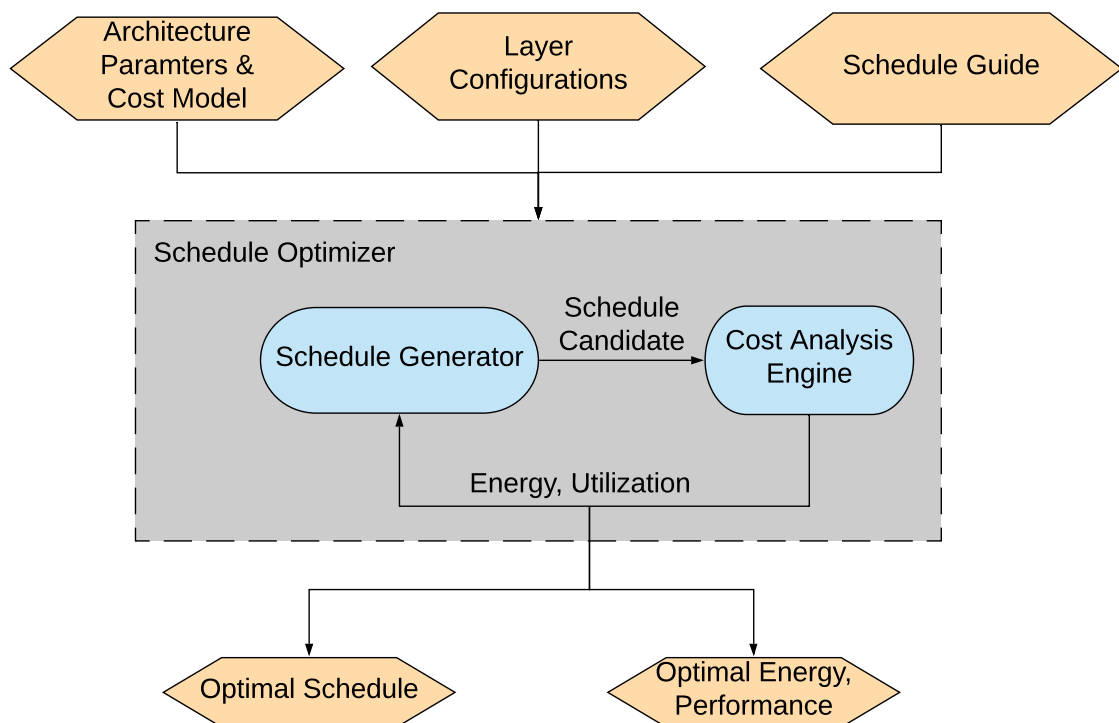 Architecture
Paramters &
Cost Model
Layer
Configurations
Schedule Guide
Schedule Optimizer
Schedule Generator
Schedule
Candidate
Cost Analysis
Engine
Energy, Utilization
Optimal Schedule
Optimal Energy,
Performance